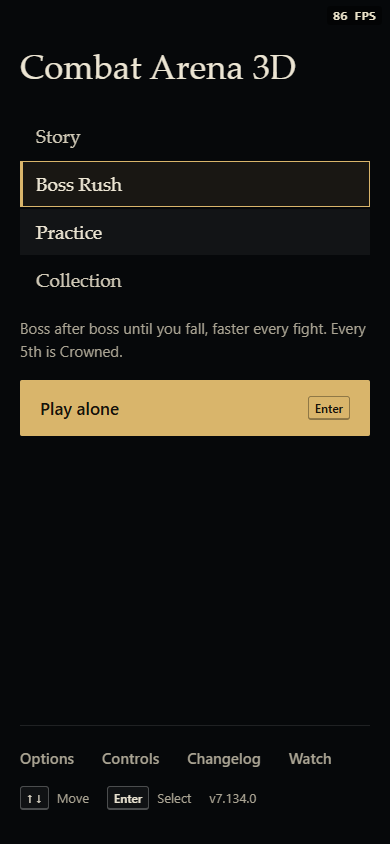 86 FPS
Combat Arena 3D
Story
Boss Rush
Practice
Collection
Boss after boss until you fall, faster every fight. Every
5th is Crowned.
Play alone Enter
Options Controls Changelog Watch
↑↓ Move Enter Select v7.134.0